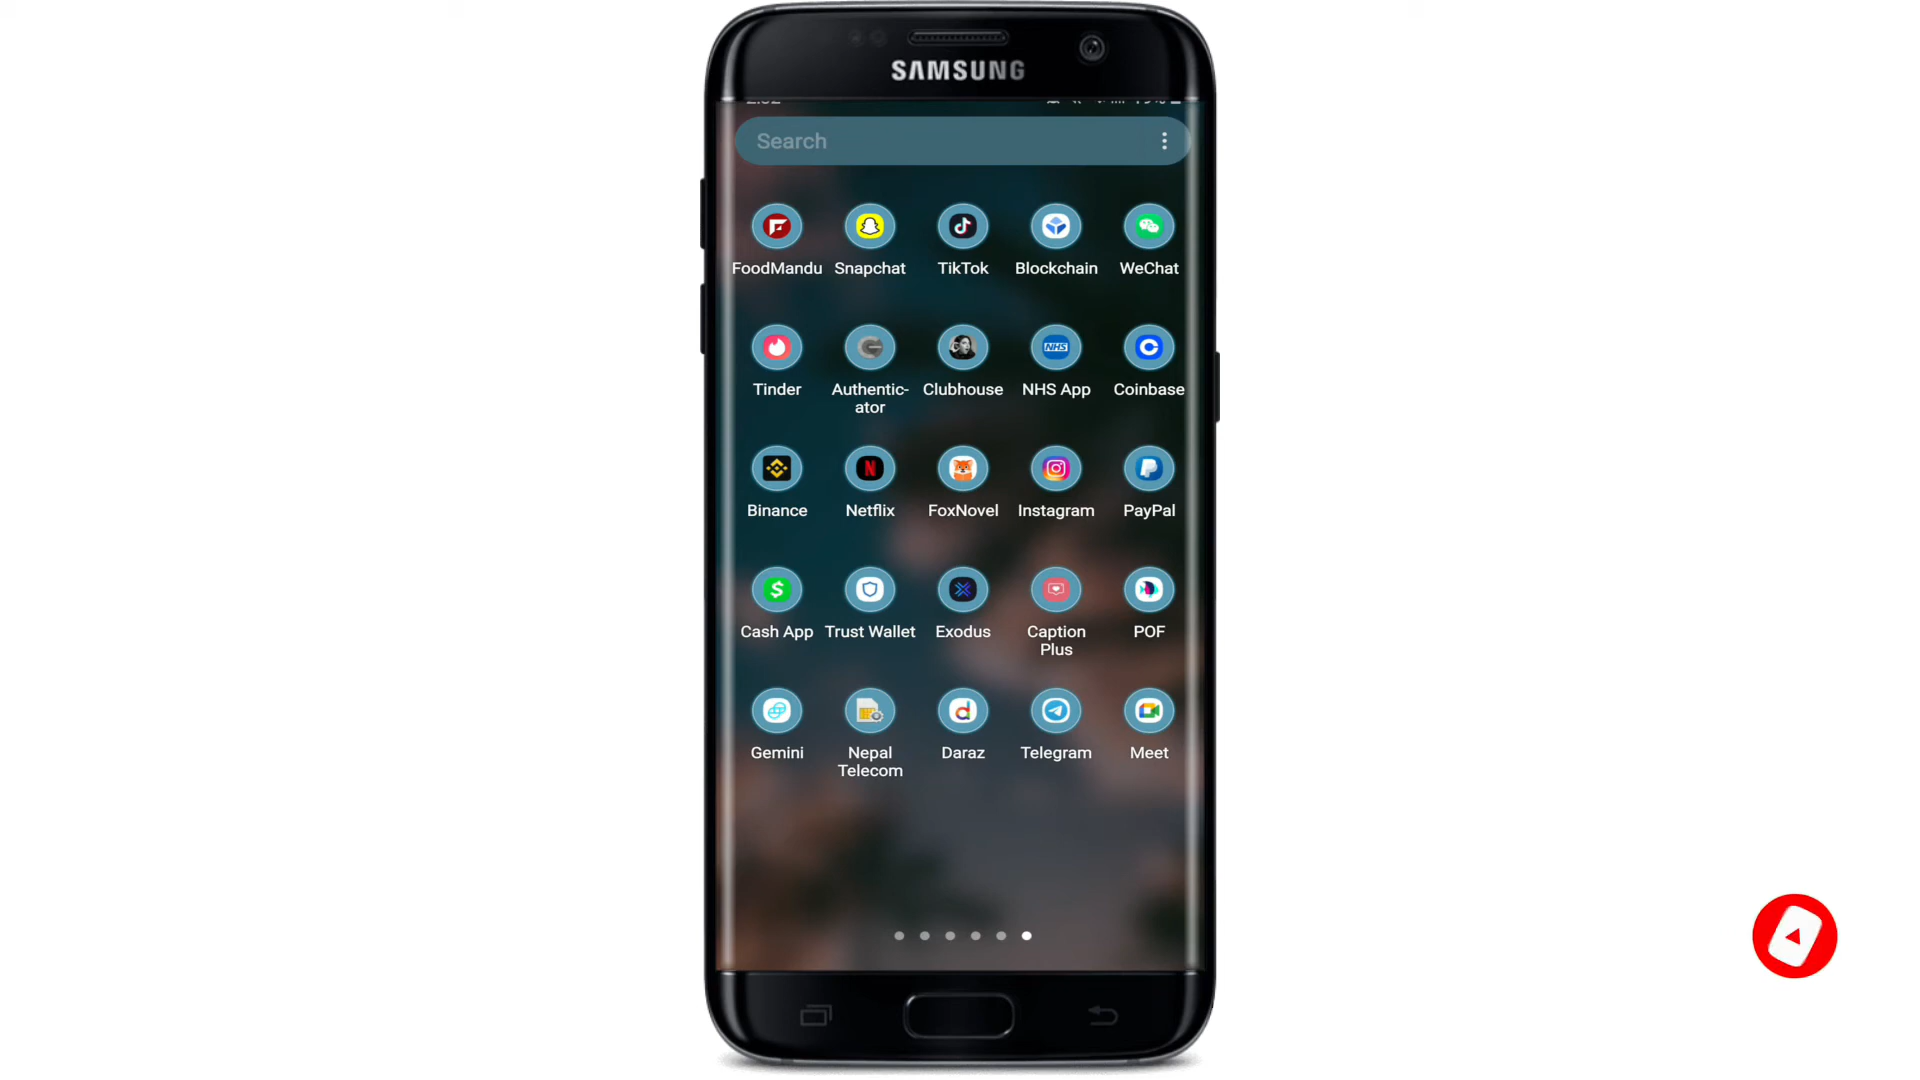 SAMSUNG
Search
FoodMandu Snapchat TikTok Blockchain WeChat
Tinder Authentic- Clubhouse NHS App Coinbase
ator
NHS
Binance Netflix FoxNovel Instagram PayPal
Cash App Trust Wallet Exodus Caption POF
Plus
Gemini Nepal Daraz Telegram Meet
Telecom